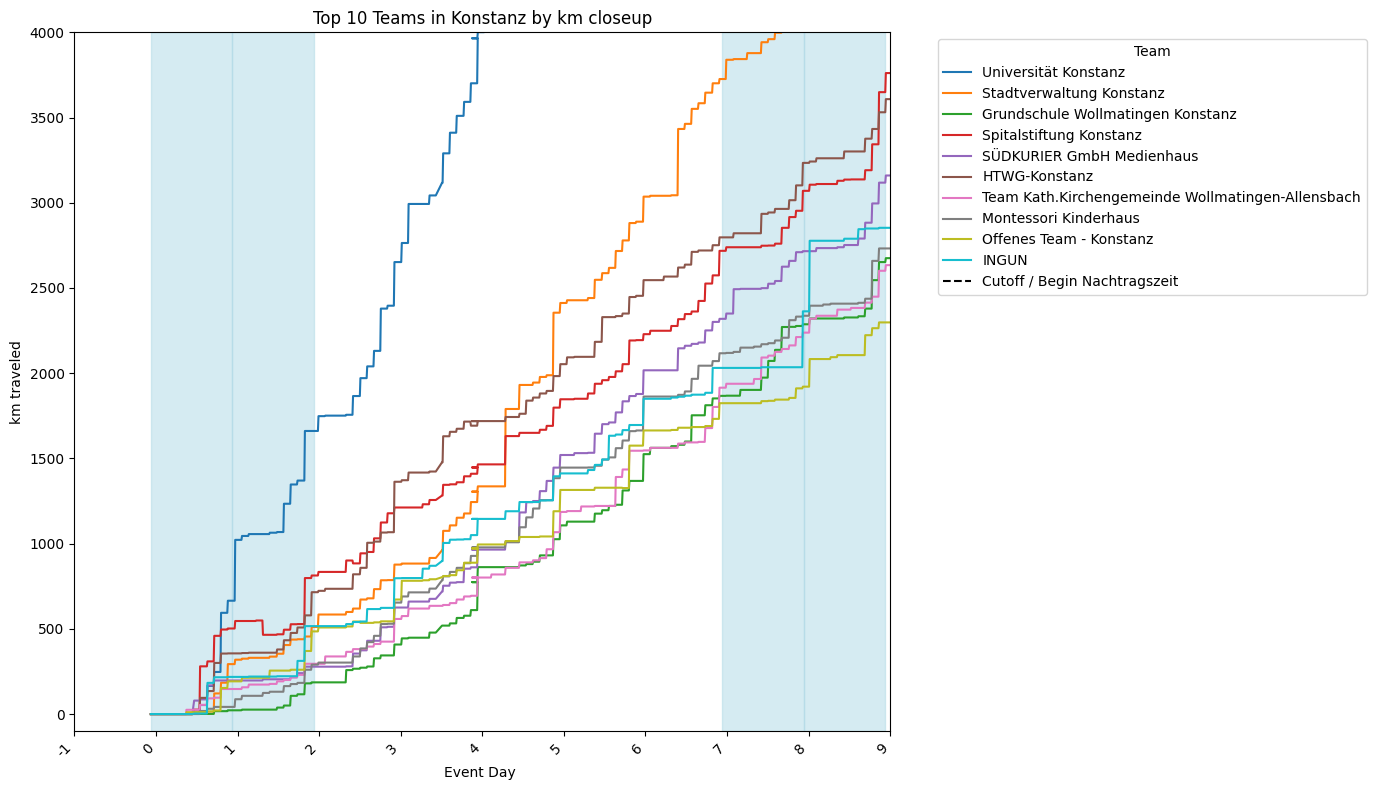 Top 10 Teams in Konstanz by km closeup
km traveled
4000
3500
3000
2500
2000
1500
1000
500
0
-1
0
1
2
3
4
5
6
7
8
9
Event Day
Team
Universität Konstanz
Stadtverwaltung Konstanz
Grundschule Wollmatingen Konstanz
Spitalstiftung Konstanz
SÜDKURIER GmbH Medienhaus
HTWG-Konstanz
Team Kath.Kirchengemeinde Wollmatingen-Allensbach
Montessori Kinderhaus
Offenes Team - Konstanz
INGUN
Cutoff / Begin Nachtragszeit